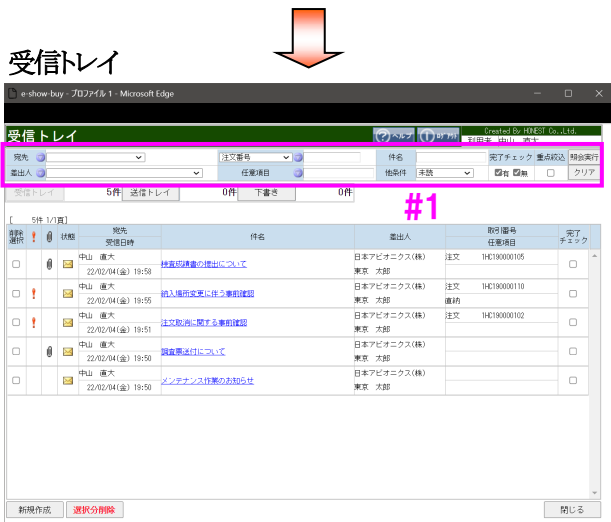 受信トレイ
e-show-buy - プロファイル 1 - Microsoft Edge
受信トレイ
ヘルプ
Created By HONEST Co.,Ltd.
利用者 中山 直大
宛先 注文番号 件名 完了チェック 重点絞込 照会実行
差出人 任意項目 他条件 未読 有 無 クリア
受信トレイ 5件 送信トレイ 0件 下書き 0件
#1
[ 5件 1/1頁]
削除選択 ! 状態 宛先 件名 差出人 取引番号 完了チェック
受信日時 任意項目
中山 直大 検査成績書の提出について 日本アビオニクス(株) 注文 1HC190000105
22/02/04(金) 19:58 東京 太郎
中山 直大 納入場所変更に伴う事前確認 日本アビオニクス(株) 注文 1HC190000110
22/02/04(金) 19:55 東京 太郎 直納
中山 直大 注文取消に関する事前確認 日本アビオニクス(株) 注文 1HC190000102
22/02/04(金) 19:51 東京 太郎
中山 直大 調査票送付について 日本アビオニクス(株)
22/02/04(金) 19:50 東京 太郎
中山 直大 メンテナンス作業のお知らせ 日本アビオニクス(株)
22/02/04(金) 19:50 東京 太郎
新規作成 選択分削除 閉じる